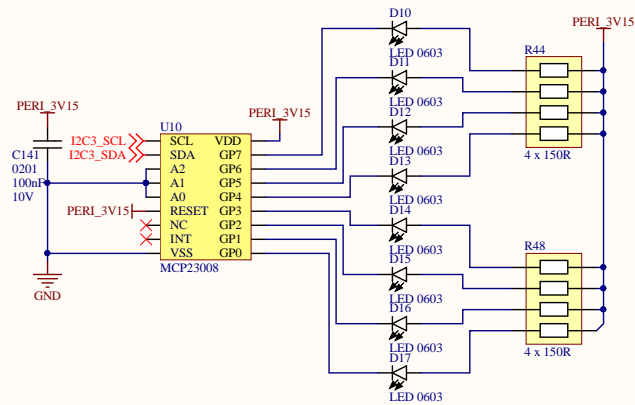 D10
PERI_3V15
LED 0603
R44
D11
LED 0603
PERI_3V15
PERI_3V15
D12
U10
LED 0603
I2C3_SCL
SCL
VDD
C141
I2C3_SDA
SDA
GP7
D13
4 x 150R
0201
A2
GP6
LED 0603
100nF
A1
GP5
10V
A0
GP4
D14
PERI_3V15
RESET
GP3
LED 0603
NC
GP2
INT
GP1
D15
R48
VSS
GP0
LED 0603
MCP23008
GND
D16
LED 0603
4 x 150R
D17
LED 0603